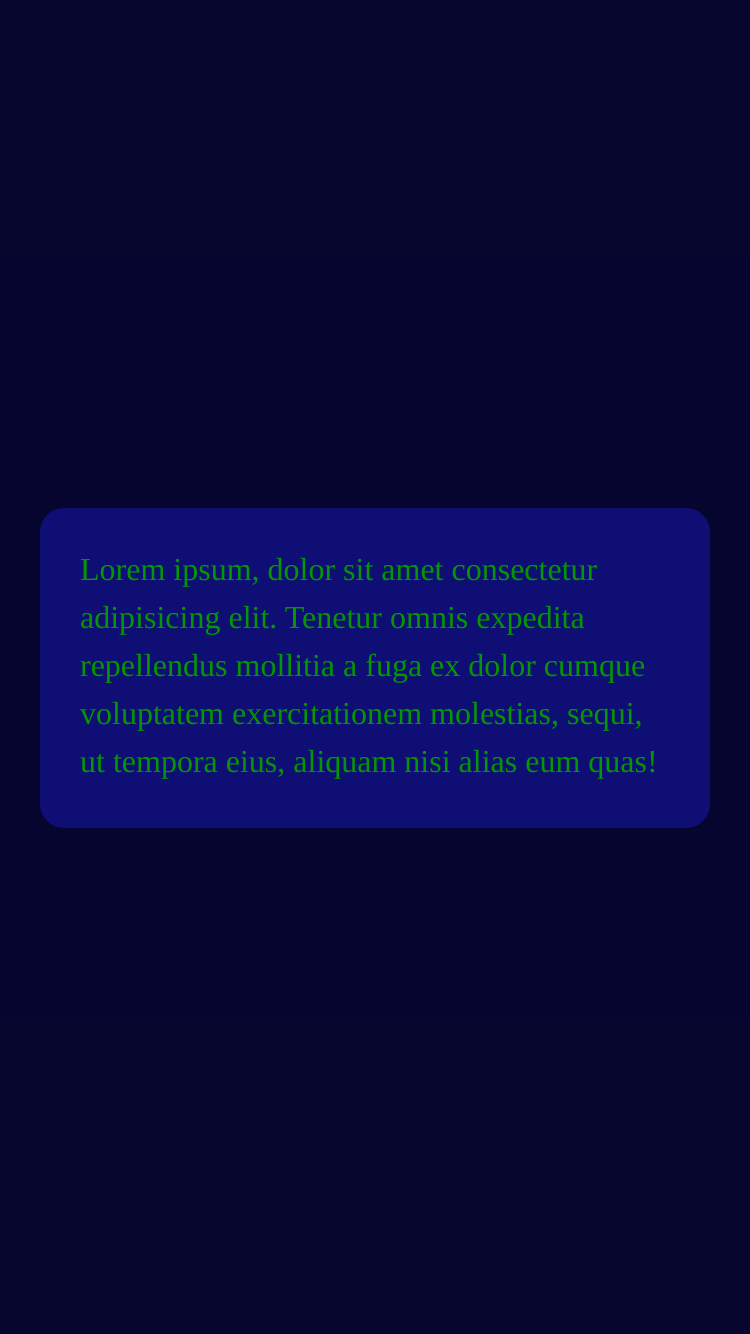 Lorem ipsum, dolor sit amet consectetur
adipisicing elit. Tenetur omnis expedita
repellendus mollitia a fuga ex dolor cumque
voluptatem exercitationem molestias, sequi,
ut tempora eius, aliquam nisi alias eum quas!